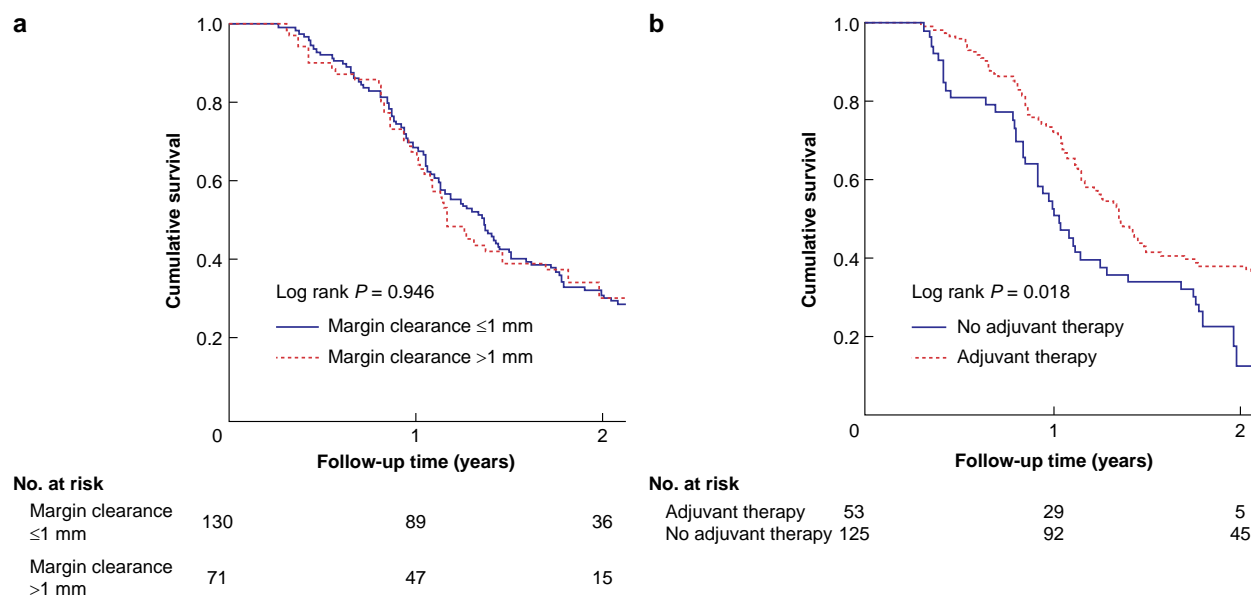 a
1.0
0.8
0.6
0.4
0.2
0
1
2
Cumulative survival
Log rank P = 0.946
Margin clearance ≤1 mm
Margin clearance >1 mm
Follow-up time (years)
No. at risk
Margin clearance
≤1 mm 130 89 36
Margin clearance
>1 mm 71 47 15
b
1.0
0.8
0.6
0.4
0.2
0
1
2
Cumulative survival
Log rank P = 0.018
No adjuvant therapy
Adjuvant therapy
Follow-up time (years)
No. at risk
Adjuvant therapy 53 29 5
No adjuvant therapy 125 92 45